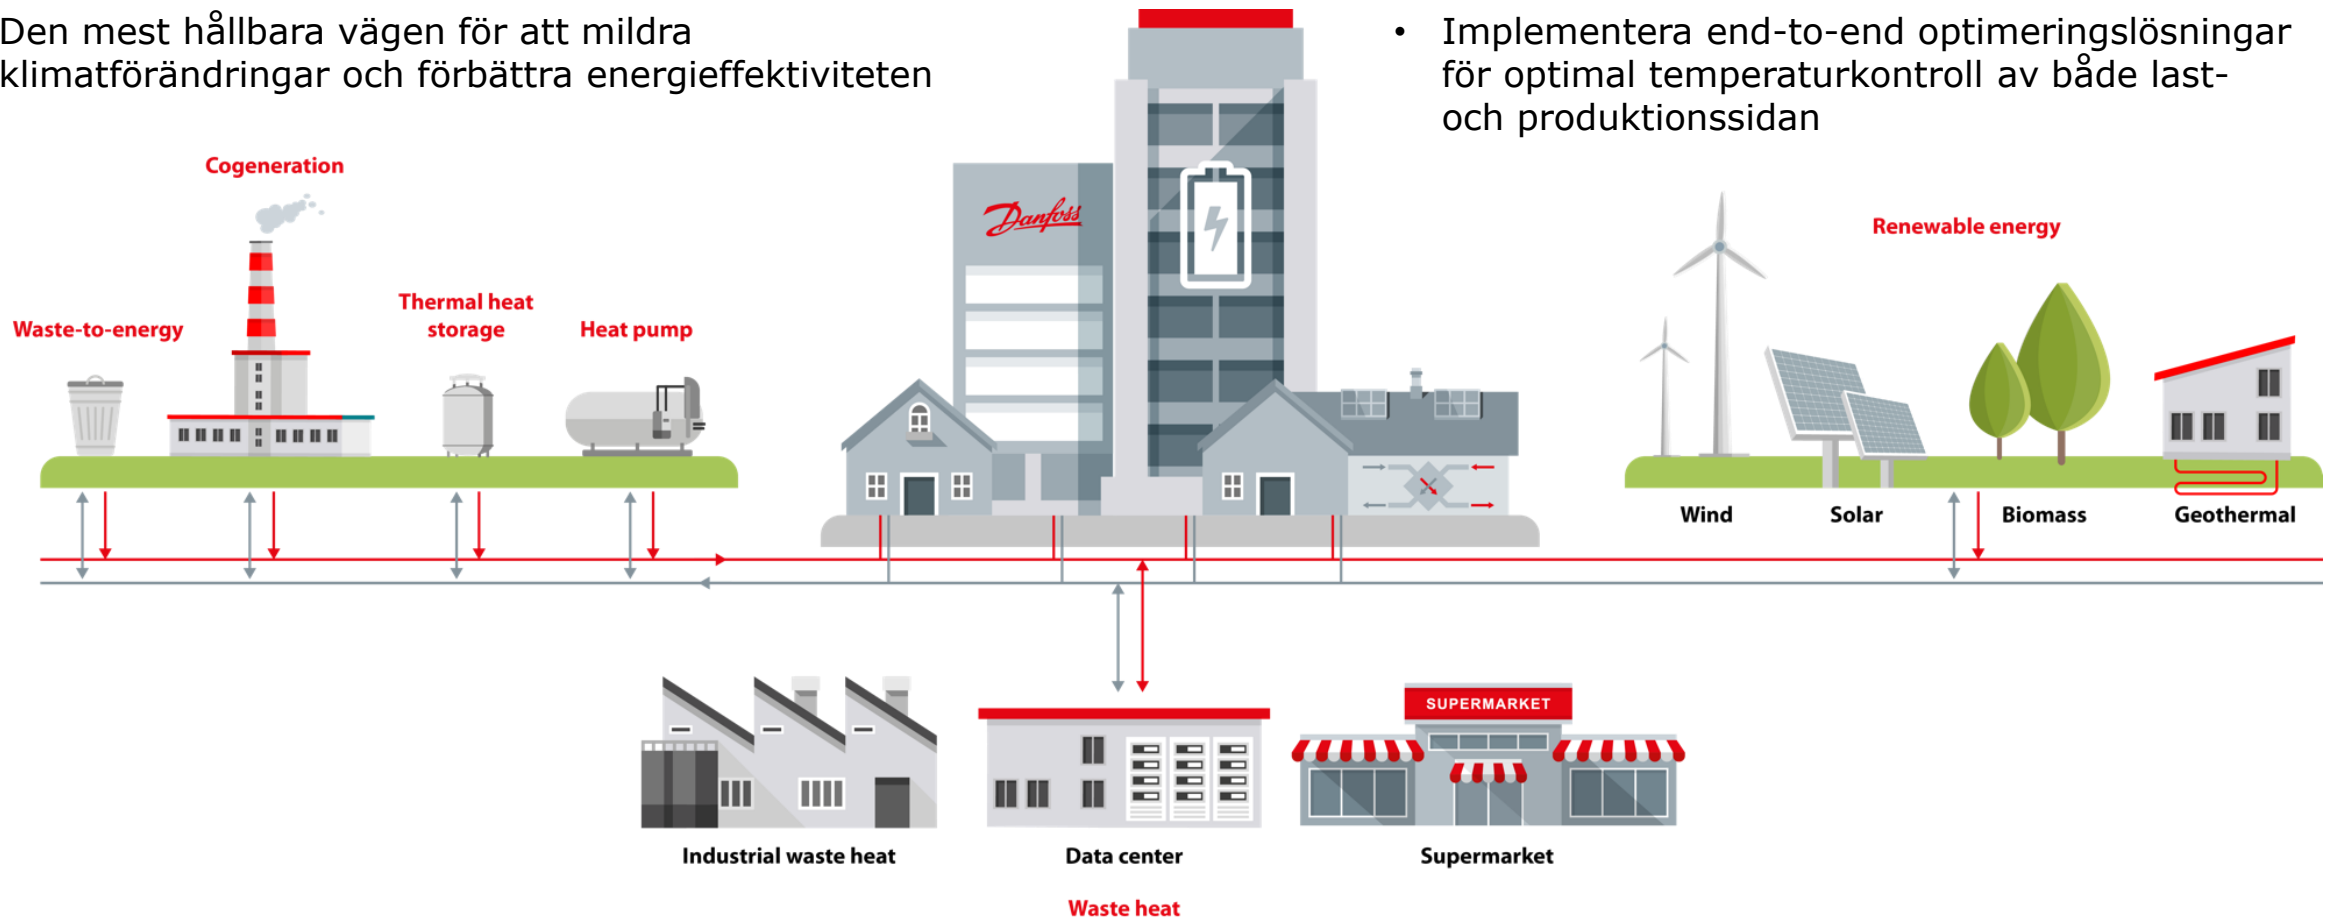 Den mest hållbara vägen för att mildra
klimatförändringar och förbättra energieffektiviteten
• Implementera end-to-end optimeringslösningar
för optimal temperaturkontroll av både last-
och produktionssidan
Cogeneration
Waste-to-energy
Thermal heat
storage
Heat pump
Danfoss
Renewable energy
Wind
Solar
Biomass
Geothermal
SUPERMARKET
Industrial waste heat
Data center
Supermarket
Waste heat